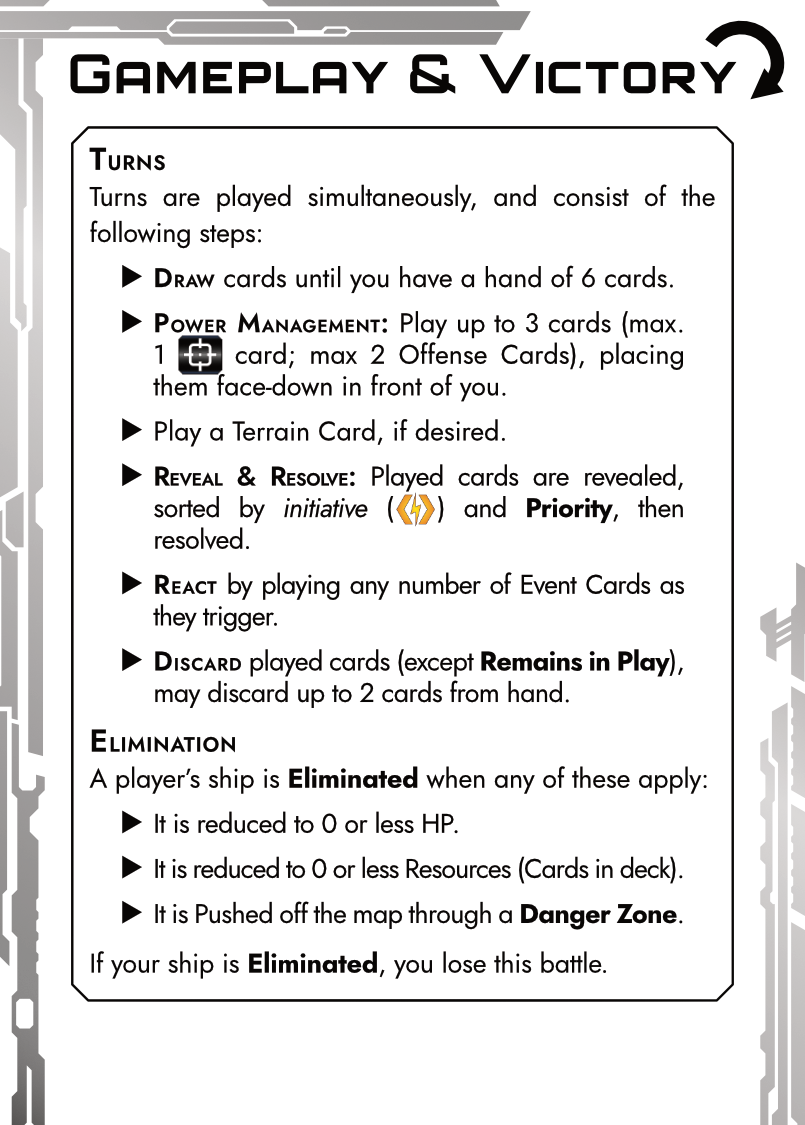 Gameplay & Victory
Turns
Turns are played simultaneously, and consist of the
following steps:
▶ Draw cards until you have a hand of 6 cards.
▶ Power Management: Play up to 3 cards (max.
1 card; max 2 Offense Cards), placing
them face-down in front of you.
▶ Play a Terrain Card, if desired.
▶ Reveal & Resolve: Played cards are revealed,
sorted by initiative () and Priority, then
resolved.
▶ React by playing any number of Event Cards as
they trigger.
▶ Discard played cards (except Remains in Play),
may discard up to 2 cards from hand.
Elimination
A player's ship is Eliminated when any of these apply:
▶ It is reduced to 0 or less HP.
▶ It is reduced to 0 or less Resources (Cards in deck).
▶ It is Pushed off the map through a Danger Zone.
If your ship is Eliminated, you lose this battle.